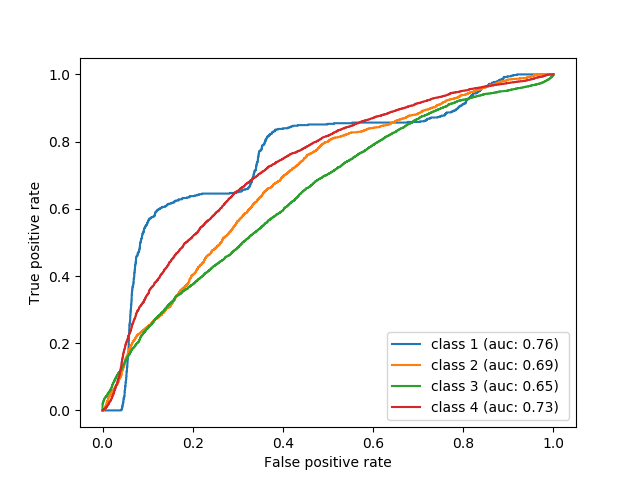 1.0
0.8
0.6
0.4
0.2
0.0
True positive rate
class 1 (auc: 0.76)
class 2 (auc: 0.69)
class 3 (auc: 0.65)
class 4 (auc: 0.73)
0.0 0.2 0.4 0.6 0.8 1.0
False positive rate